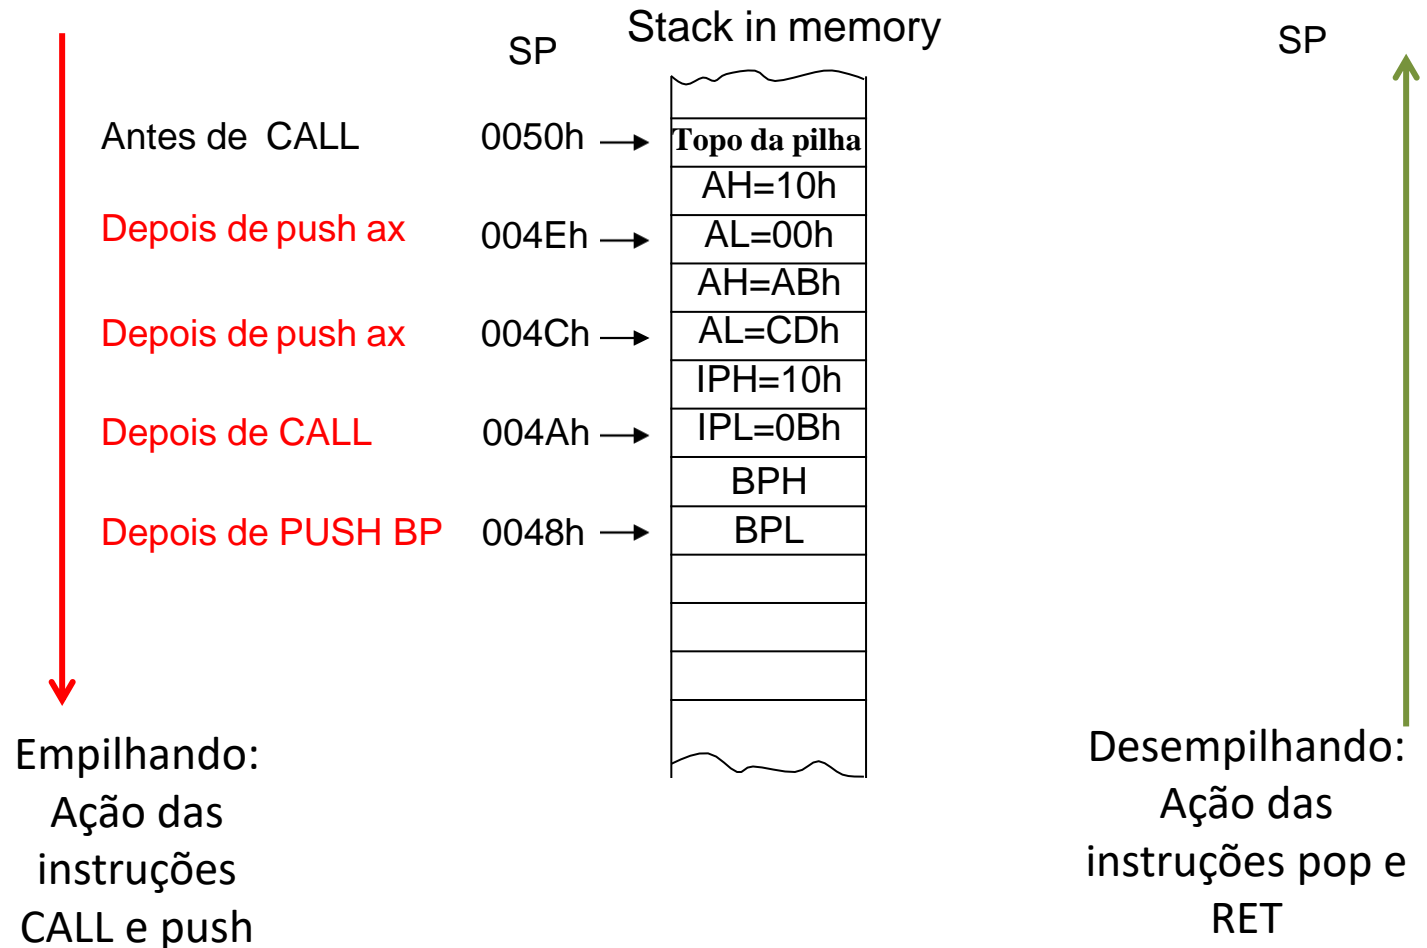 Stack in memory
SP
SP
Antes de CALL 0050h Topo da pilha
AH=10h
Depois de push ax 004Eh AL=00h
AH=ABh
Depois de push ax 004Ch AL=CDh
IPH=10h
Depois de CALL 004Ah IPL=0Bh
BPH
Depois de PUSH BP 0048h BPL
Empilhando:
Ação das
instruções
CALL e push
Desempilhando:
Ação das
instruções pop e
RET